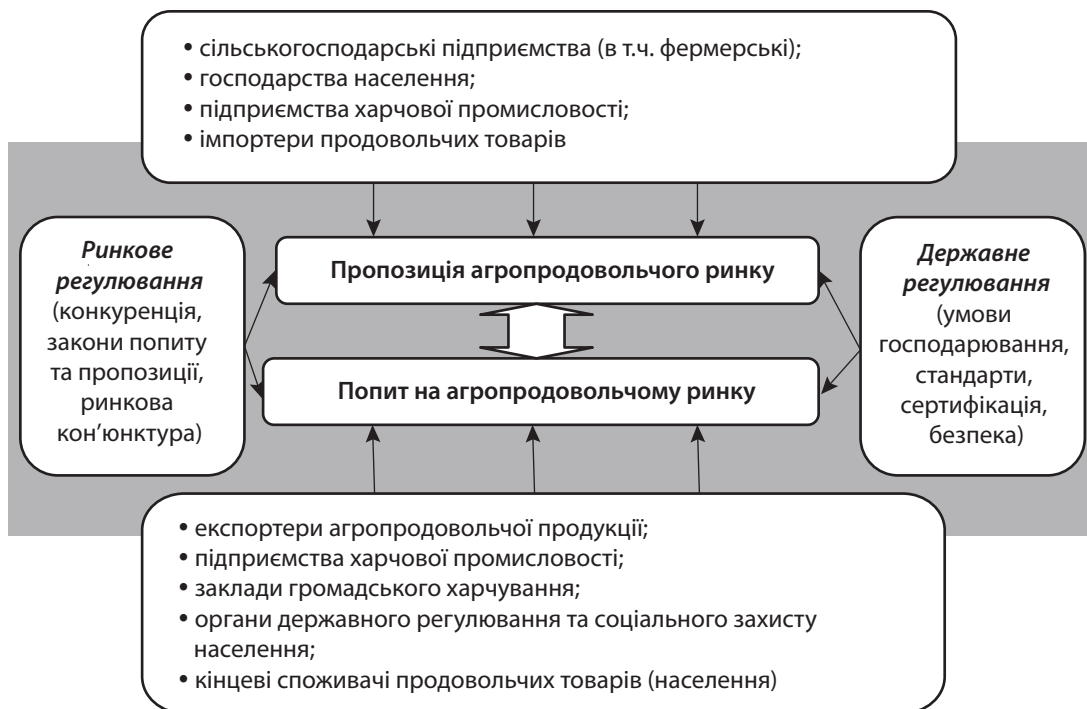 • сільськогосподарські підприємства (в т.ч. фермерські);
• господарства населення;
• підприємства харчової промисловості;
• імпортери продовольчих товарів
Ринкове
регулювання
(конкуренція,
закони попиту
та пропозиції,
ринкова
кон’юнктура)
Пропозиція агропродовольчого ринку
Попит на агропродовольчому ринку
Державне
регулювання
(умови
господарювання,
стандарти,
сертифікація,
безпека)
• експортери агропродовольчої продукції;
• підприємства харчової промисловості;
• заклади громадського харчування;
• органи державного регулювання та соціального захисту
населення;
• кінцеві споживачі продовольчих товарів (населення)